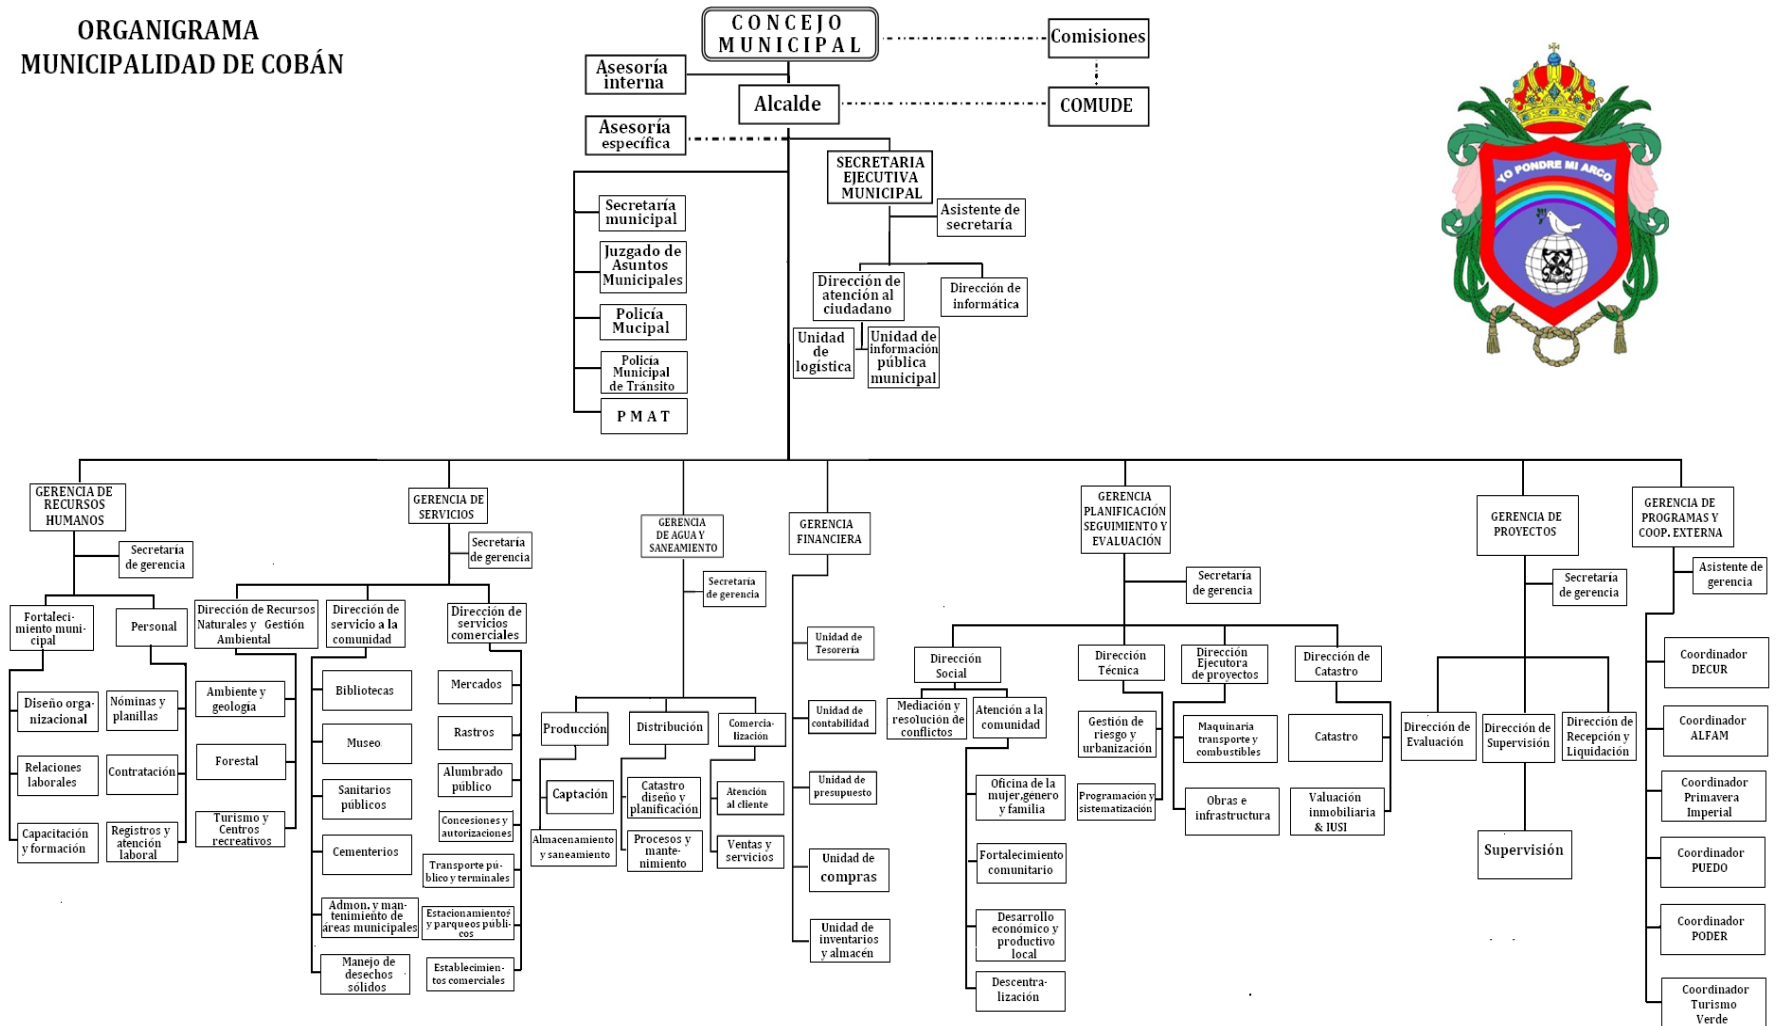 ORGANIGRAMA
MUNICIPALIDAD DE COBÁN
CONCEJO
MUNICIPAL
Comisiones
Asesoría
interna
Alcalde
COMUDE
Asesoría
específica
SECRETARIA
EJECUTIVA
MUNICIPAL
Asistente de
secretaría
Secretaría
municipal
Juzgado de
Asuntos
Municipales
Policía
Mucipal
Policía
Municipal
de Tránsito
P M A T
Dirección de
atención al
ciudadano
Dirección de
informática
Unidad
de
logística
Unidad de
información
pública
municipal
YO PONDRE MI ARCO
GERENCIA DE
RECURSOS
HUMANOS
Secretaría
de gerencia
Fortaleci-
miento muni-
cipal
Personal
Diseño orga-
nizacional
Relaciones
laborales
Capacitación
y formación
Nóminas y
planillas
Contratación
Registros y
atención
laboral
GERENCIA DE
SERVICIOS
Secretaría
de gerencia
Dirección de Recursos
Naturales y Gestión
Ambiental
Ambiente y
geología
Forestal
Turismo y
Centros
recreativos
Dirección de
servicio a la
comunidad
Bibliotecas
Museo
Sanitarios
públicos
Cementerios
Admon. y man-
tenimiento de
áreas municipales
Manejo de
desechos
sólidos
Dirección de
servicios
comerciales
Mercados
Rastros
Alumbrado
público
Concesiones y
autorizaciones
Transporte pú-
blico y terminales
Estacionamientos
y parqueos públi-
cos
Establecimien-
tos comerciales
GERENCIA
DE AGUA Y
SANEAMIENTO
Secretaría
de gerencia
Producción
Captación
Almacenamiento
y saneamiento
Distribución
Catastro
diseño y
planificación
Procesos y
mante-
nimiento
Comercia-
lización
Atención
al cliente
Ventas y
servicios
GERENCIA
FINANCIERA
Unidad de
Tesorería
Unidad de
contabilidad
Unidad de
presupuesto
Unidad de
compras
Unidad de
inventarios
y almacén
GERENCIA
PLANIFICACIÓN
SEGUIMIENTO Y
EVALUACIÓN
Secretaría
de gerencia
Dirección
Social
Mediación y
resolución de
conflictos
Atención a la
comunidad
Oficina de la
mujer,género
y familia
Fortalecimiento
comunitario
Desarrollo
económico y
productivo
local
Descentra-
lización
Dirección
Técnica
Gestión de
riesgo y
urbanización
Programación y
sistematización
Dirección
Ejecutora
de proyectos
Maquinaria
transporte y
combustibles
Obras e
infrastructura
Dirección de
Catastro
Catastro
Valuación
inmobiliaria
& IUSI
GERENCIA DE
PROYECTOS
Secretaría
de gerencia
Dirección de
Evaluación
Dirección de
Supervisión
Dirección de
Recepción y
Liquidación
Supervisión
GERENCIA DE
PROGRAMAS Y
COOP. EXTERNA
Asistente de
gerencia
Coordinador
DECUR
Coordinador
ALFAM
Coordinador
Primavera
Imperial
Coordinador
PUEDO
Coordinador
PODER
Coordinador
Turismo
Verde